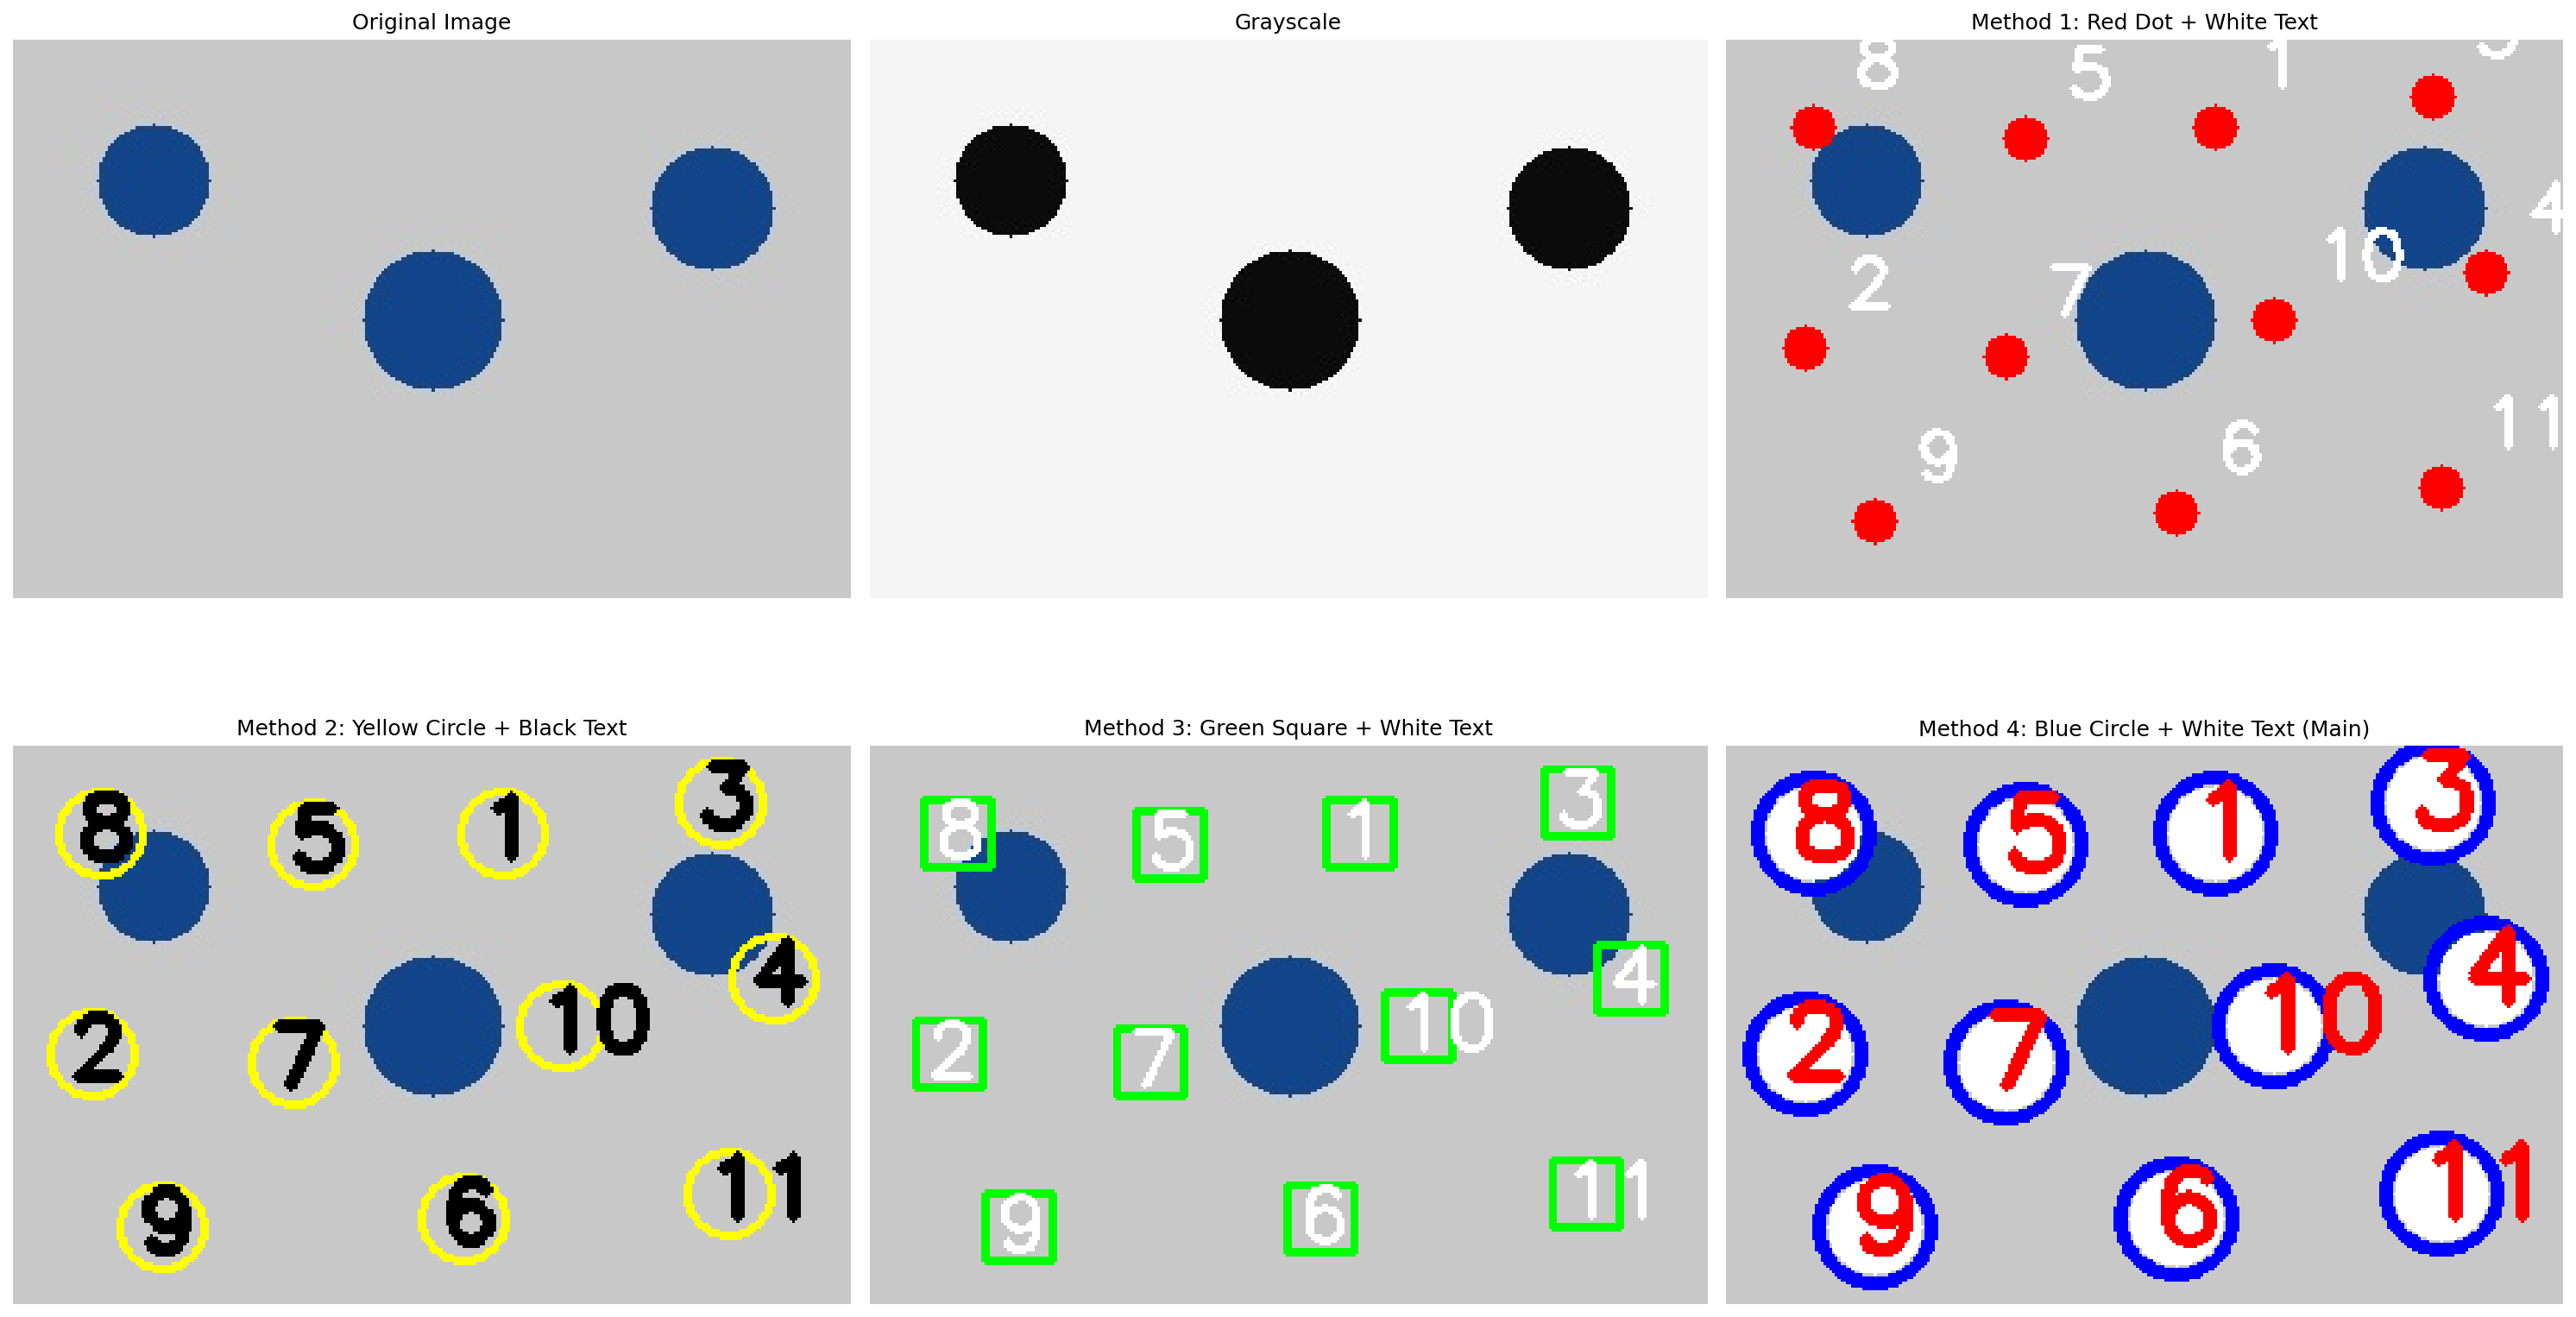 Original Image
Grayscale
Method 1: Red Dot + White Text
8 5 1 3
4
10
2 7
11
9 6
Method 2: Yellow Circle + Black Text
3
8 5 1
4
10
2 7
11
9 6
Method 3: Green Square + White Text
3
8 5 1
4
10
2 7
11
9 6
Method 4: Blue Circle + White Text (Main)
3
8 5 1
4
10
2 7
11
9 6